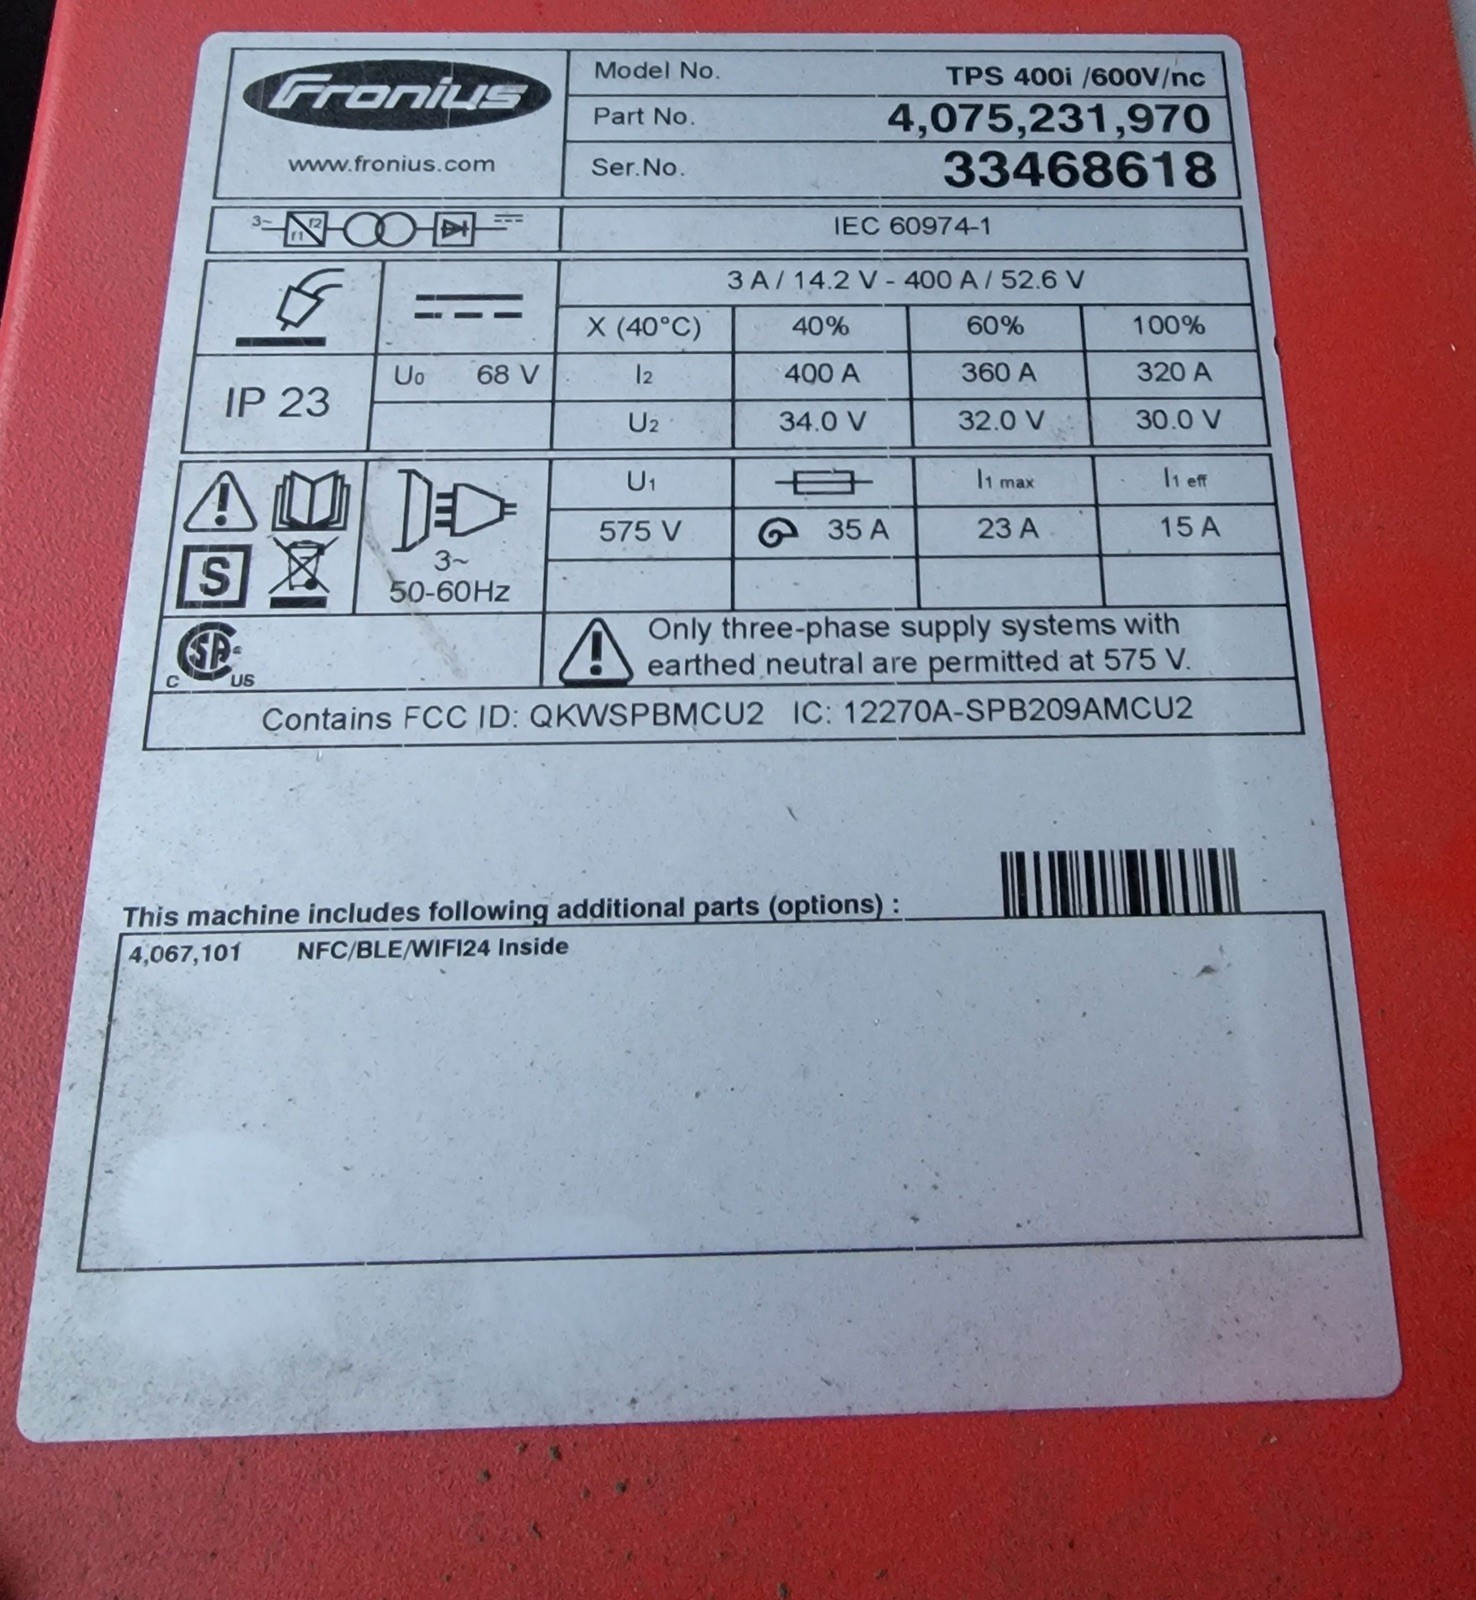 Fronius
www.fronius.com
Model No. TPS 400i /600V/nc
Part No. 4,075,231,970
Ser.No. 33468618
3~ f1 f2
IEC 60974-1
3 A / 14.2 V - 400 A / 52.6 V
X (40°C) 40% 60% 100%
IP 23
U0 68 V
I2 400 A 360 A 320 A
U2 34.0 V 32.0 V 30.0 V
S
3~
50-60Hz
U1 I1 max I1 eff
575 V 35 A 23 A 15 A
C SA® US
Only three-phase supply systems with
earthed neutral are permitted at 575 V.
Contains FCC ID: QKWSPBMCU2 IC: 12270A-SPB209AMCU2
This machine includes following additional parts (options) :
4,067,101 NFC/BLE/WIFI24 Inside